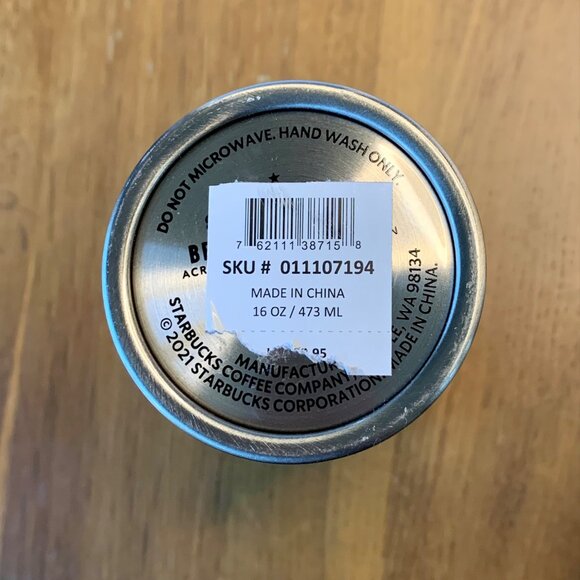 DO NOT MICROWAVE. HAND WASH ONLY.
7 62111 38715 8
SKU # 011107194
MADE IN CHINA
16 OZ / 473 ML
.95
STARBUCKS COFFEE COMPANY, WA 98134
© 2021 STARBUCKS CORPORATION. MADE IN CHINA.